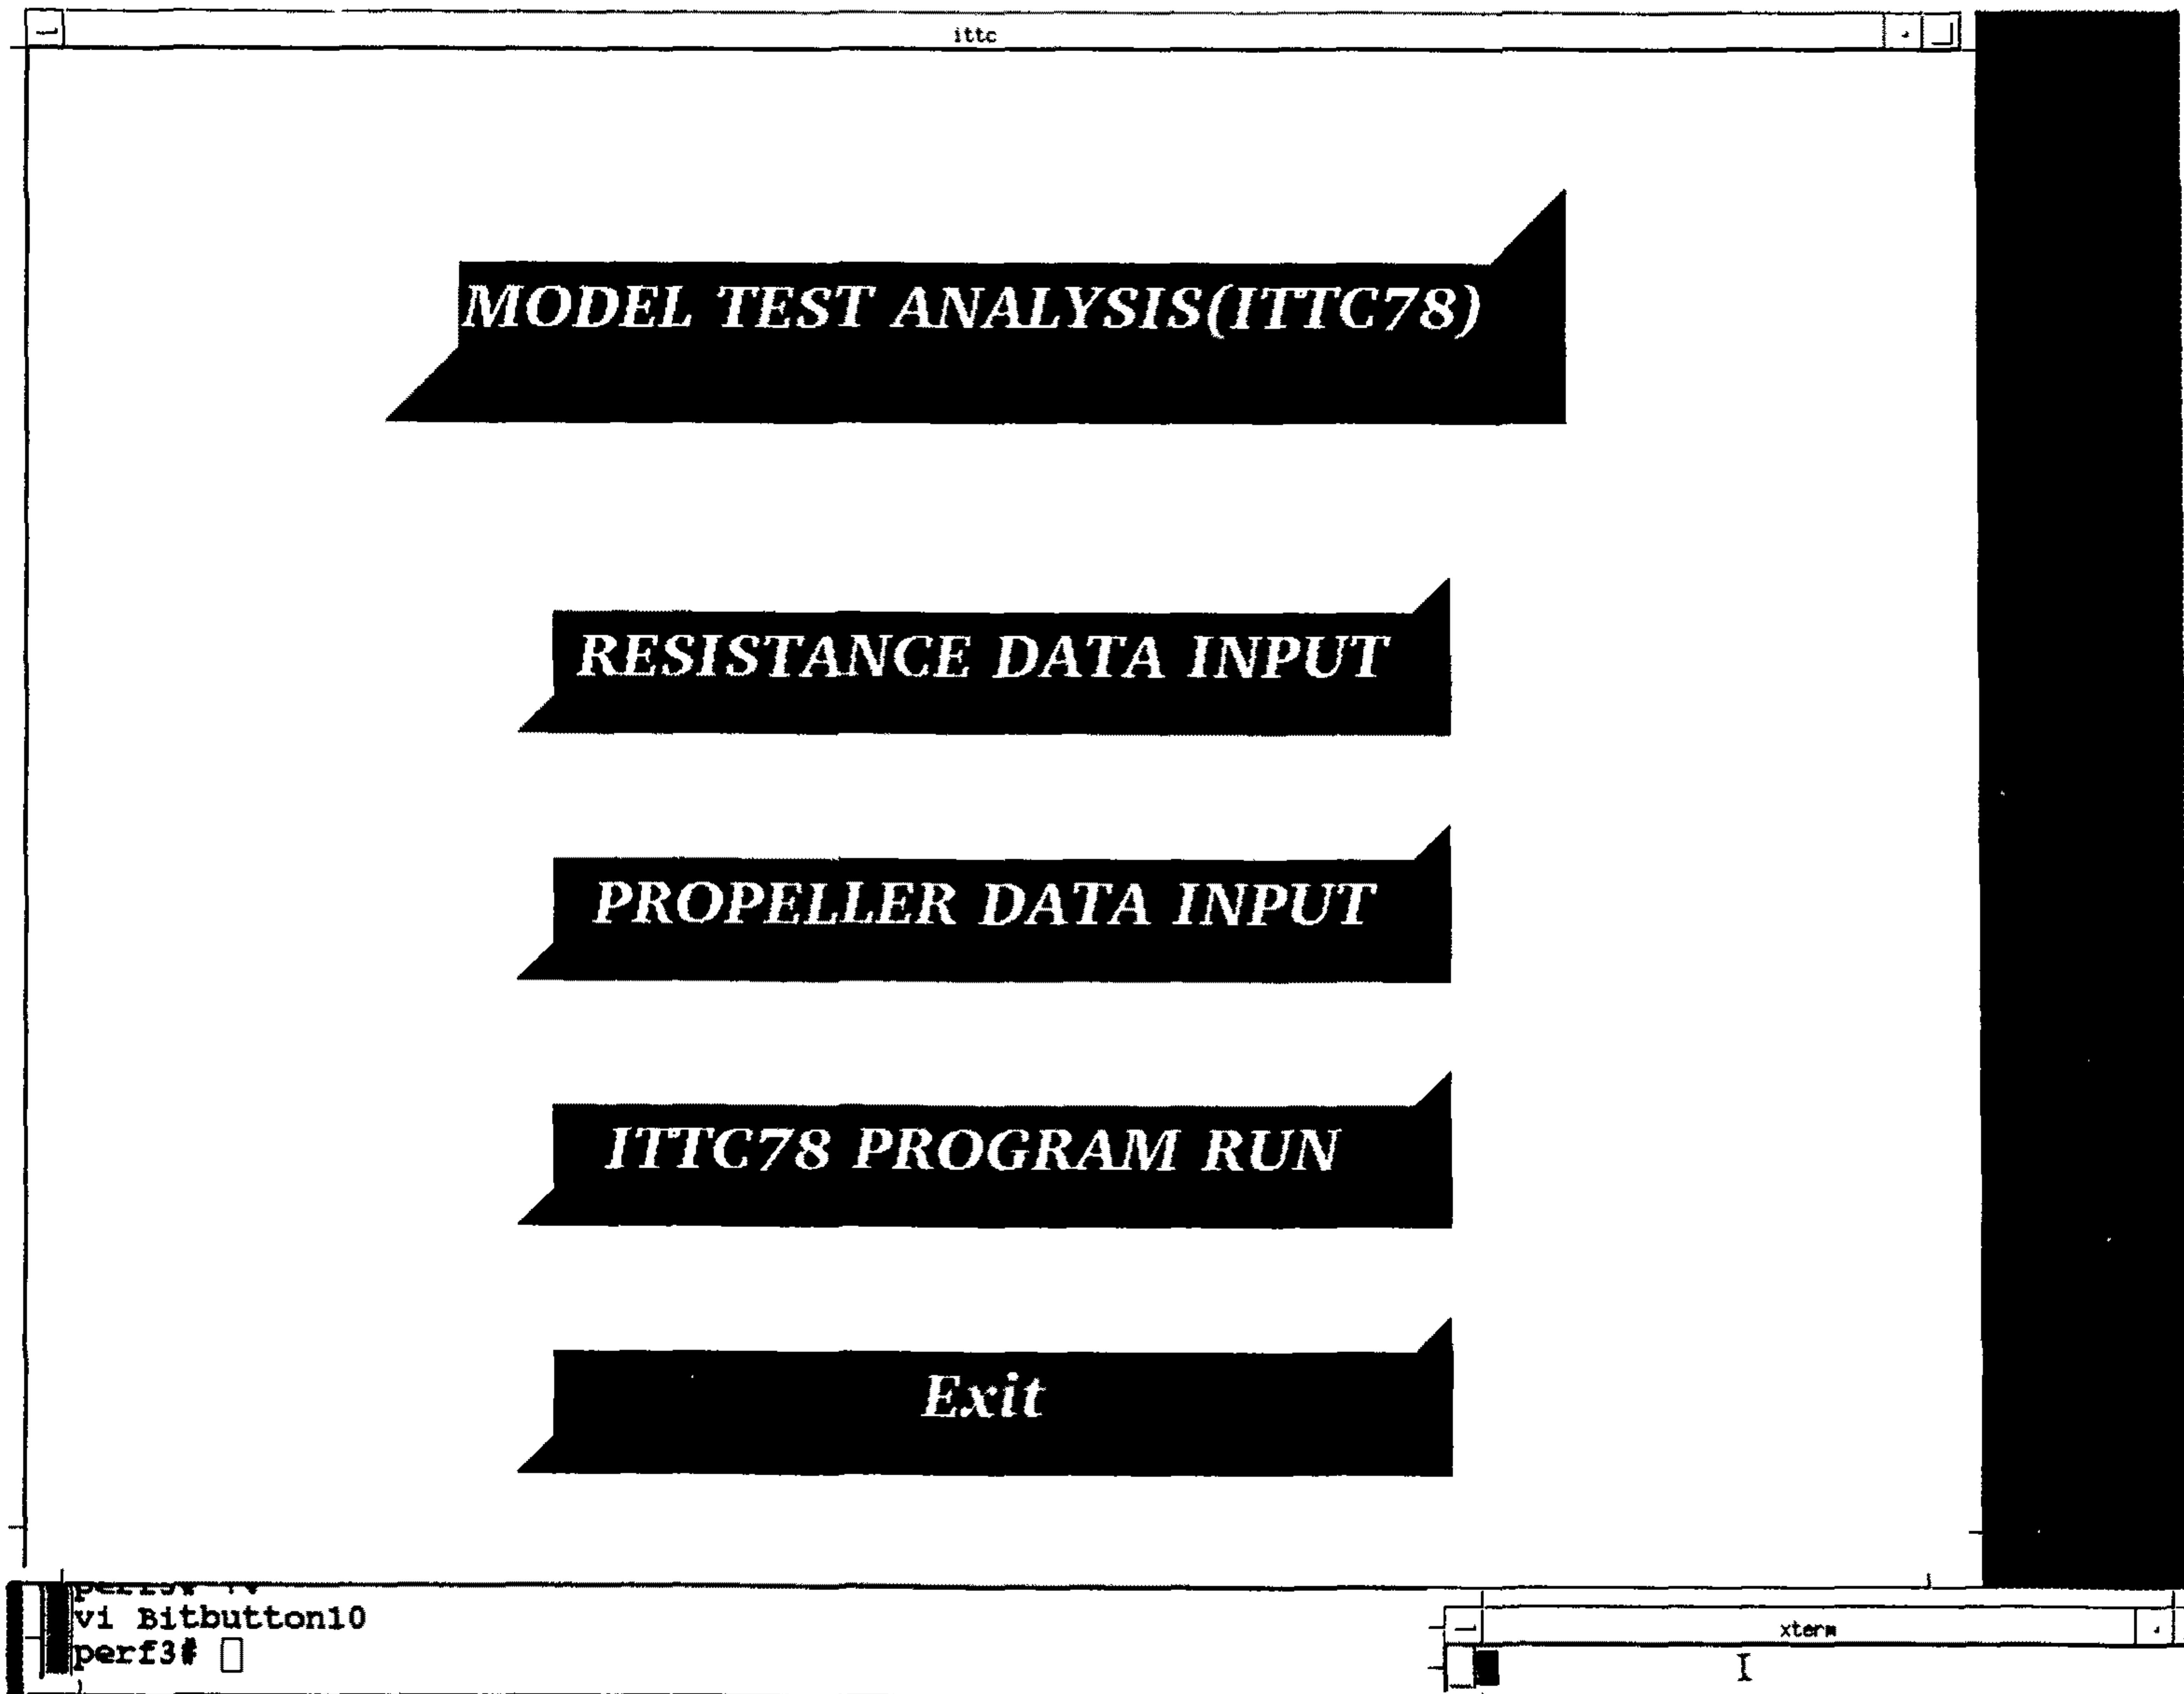 ittc
MODEL TEST ANALYSIS(ITTC78)
RESISTANCE DATA INPUT
PROPELLER DATA INPUT
ITTC78 PROGRAM RUN
Exit
vi Bitbutton10
perf3#
xterm